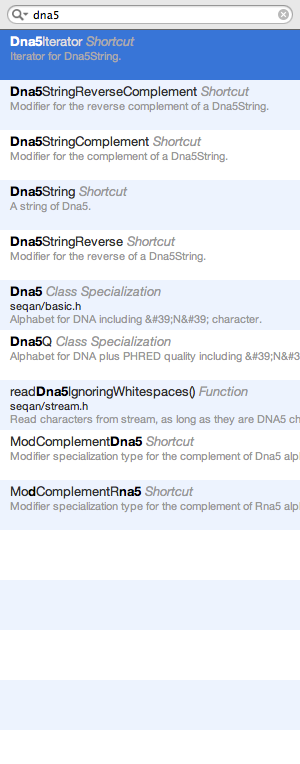 dna5
Dna5Iterator Shortcut
Iterator for Dna5String.
Dna5StringReverseComplement Shortcut
Modifier for the reverse complement of a Dna5String.
Dna5StringComplement Shortcut
Modifier for the complement of a Dna5String.
Dna5String Shortcut
A string of Dna5.
Dna5StringReverse Shortcut
Modifier for the reverse of a Dna5String.
Dna5 Class Specialization
seqan/basic.h
Alphabet for DNA including &#39;N&#39; character.
Dna5Q Class Specialization
Alphabet for DNA plus PHRED quality including &#39;N&#3
readDna5IgnoringWhitespaces() Function
seqan/stream.h
Read characters from stream, as long as they are DNA5 ch
ModComplementDna5 Shortcut
Modifier specialization type for the complement of Dna5 alp
ModComplementRna5 Shortcut
Modifier specialization type for the complement of Rna5 alp